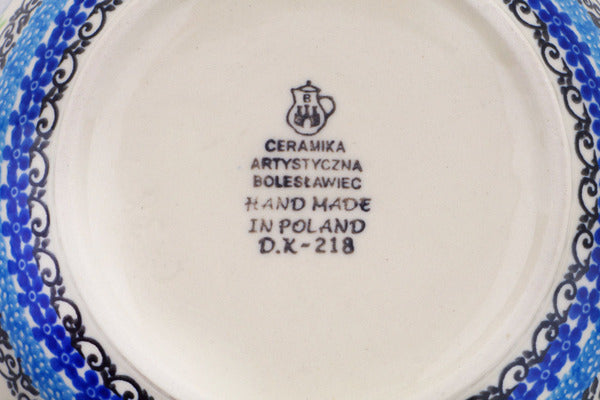 B
CERAMIKA
ARTYSTYCZNA
BOLESŁAWIEC
HAND MADE
IN POLAND
D.K-218